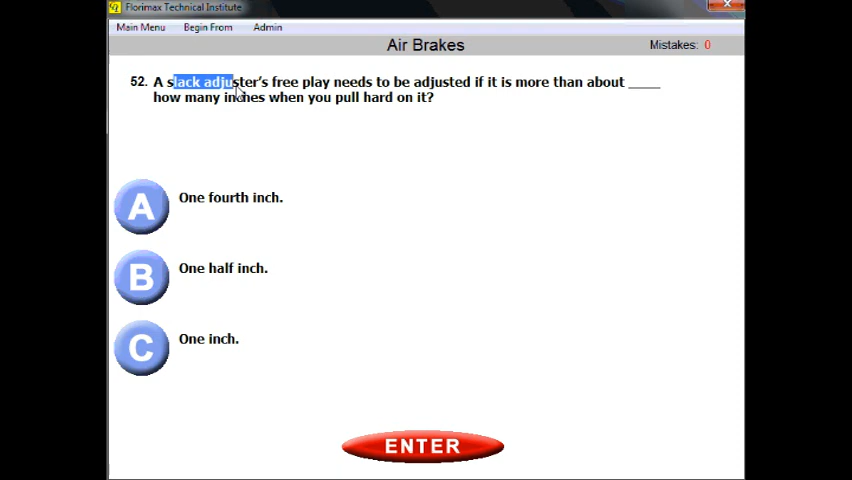 Florimax Technical Institute
Main Menu Begin From Admin
Air Brakes Mistakes: 0
52. A slack adjuster's free play needs to be adjusted if it is more than about ____
how many inches when you pull hard on it?
A One fourth inch.
B One half inch.
C One inch.
ENTER